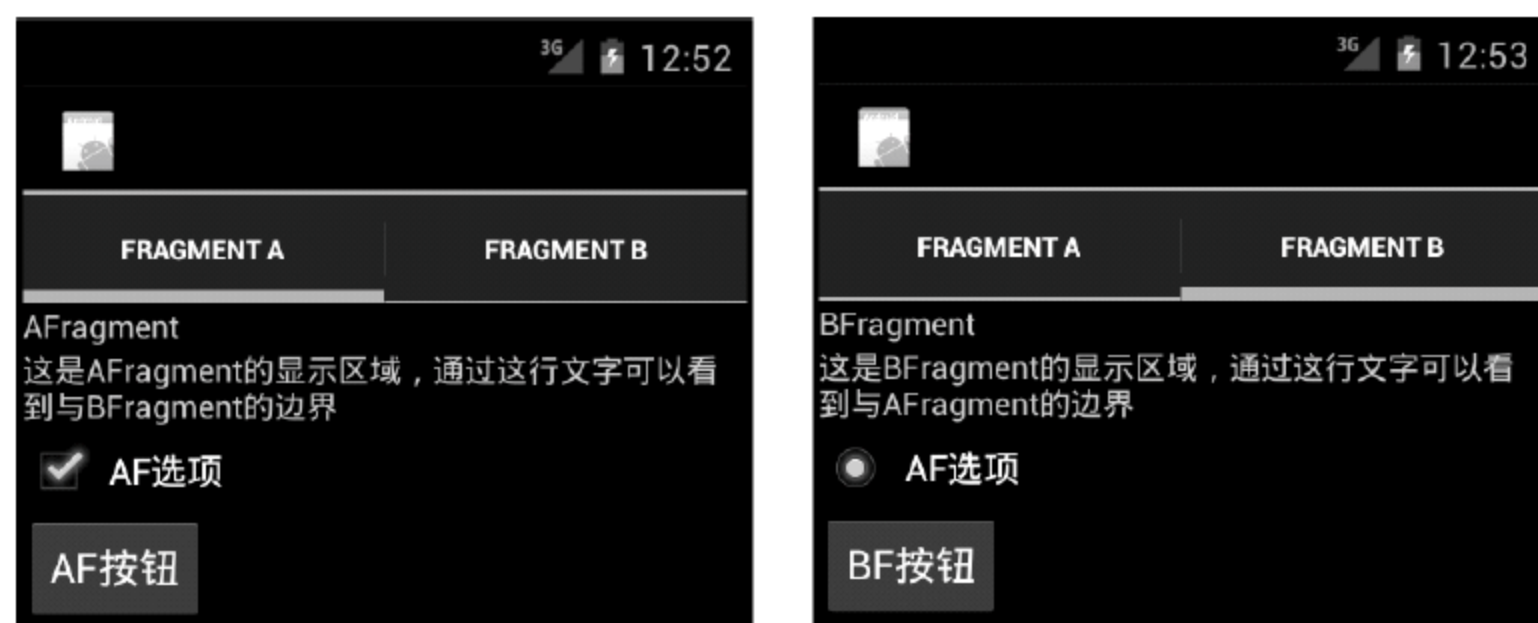 3G 12:52
FRAGMENT A FRAGMENT B
AFragment
这是AFragment的显示区域，通过这行文字可以看
到与BFragment的边界
AF选项
AF按钮
3G 12:53
FRAGMENT A FRAGMENT B
BFragment
这是BFragment的显示区域，通过这行文字可以看
到与AFragment的边界
AF选项
BF按钮